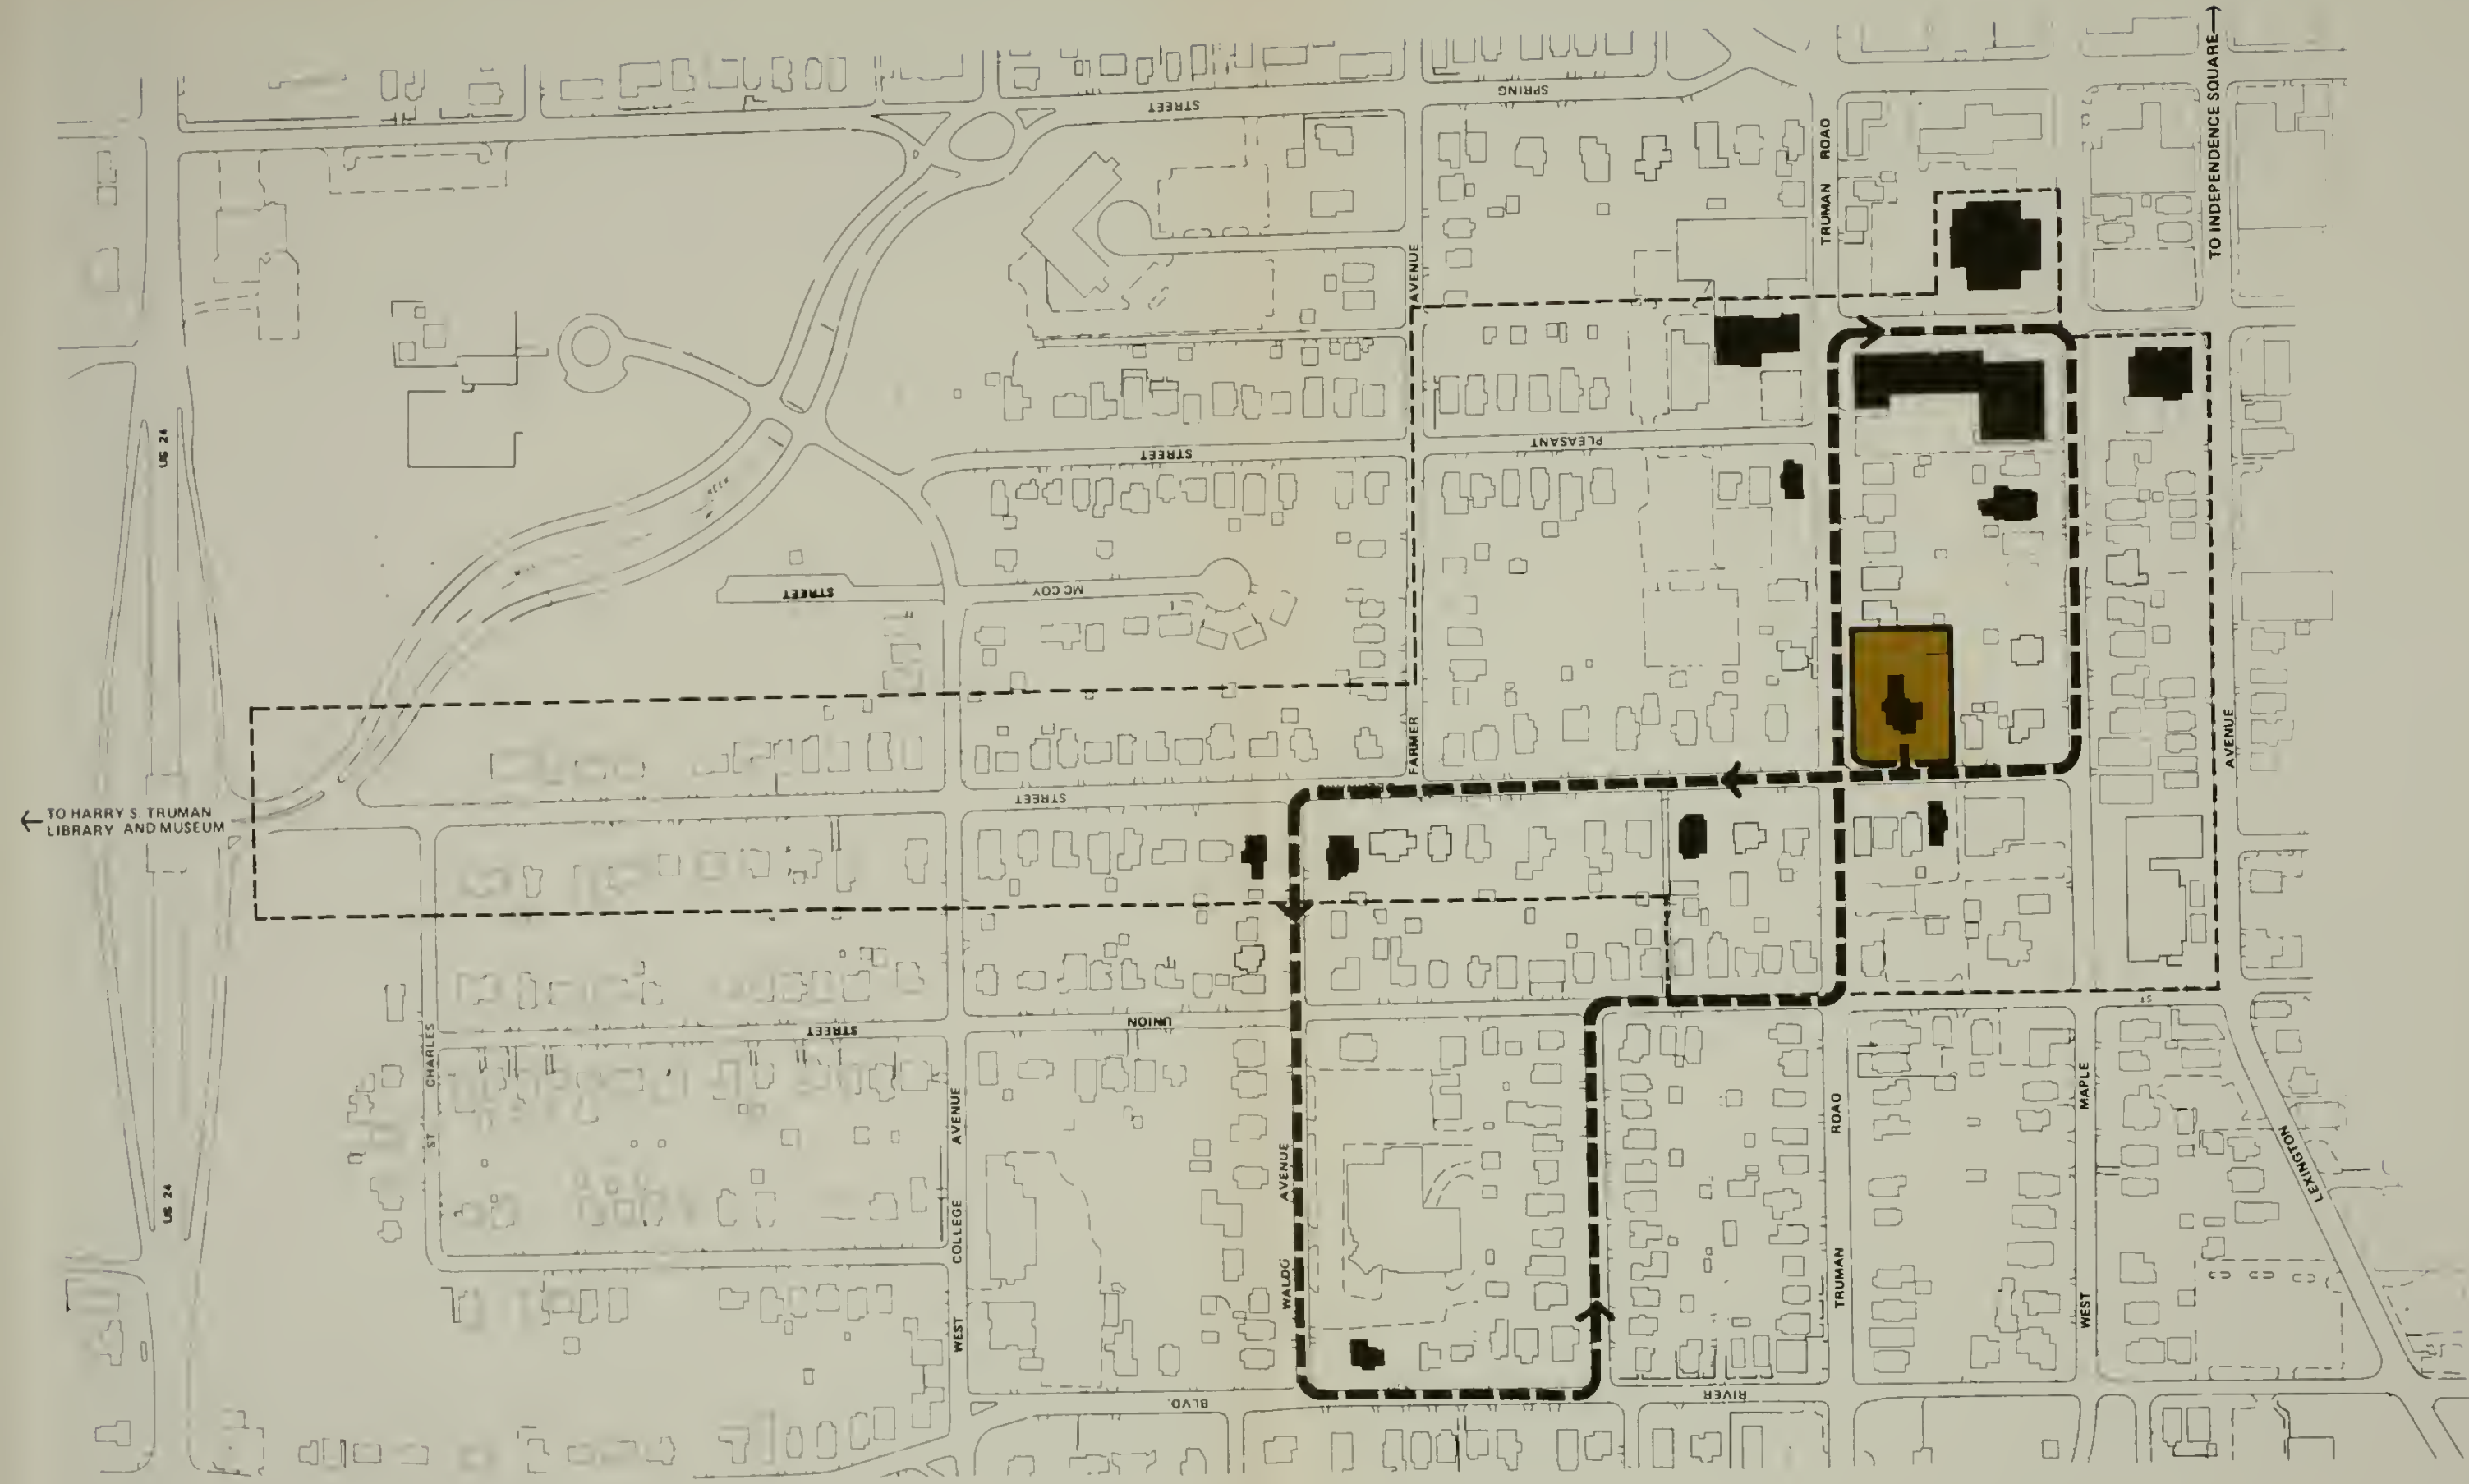 STREET
SPRING
TRUMAN ROAD
TO INDEPENDENCE SQUARE
AVENUE
US 24
STREET
PLEASANT
STREET
MC COY
FARMER
AVENUE
STREET
TO HARRY S. TRUMAN
LIBRARY AND MUSEUM
STREET
UNION
ST
ST CHARLES
WEST COLLEGE AVENUE
WALDO AVENUE
TRUMAN ROAD
WEST MAPLE
LEXINGTON
US 24
BLVD.
RIVER